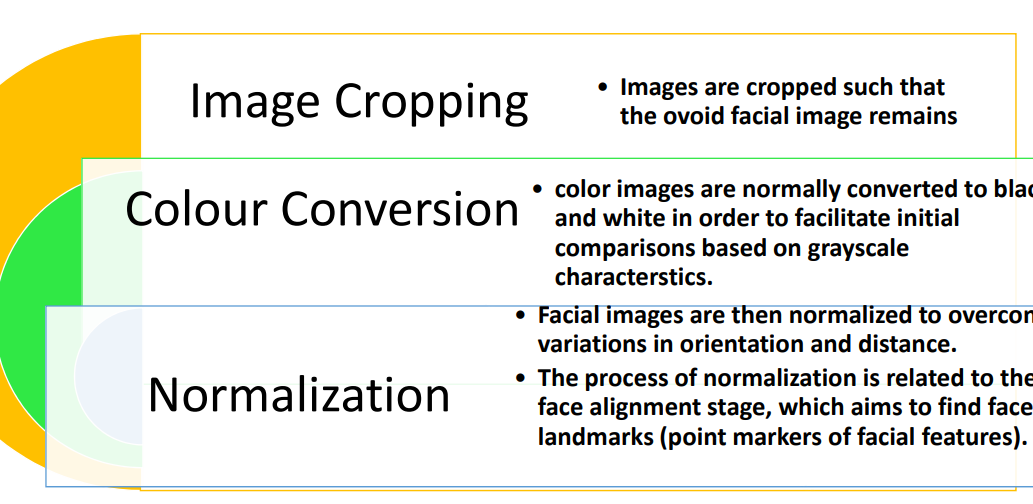 Image Cropping
• Images are cropped such that
the ovoid facial image remains
Colour Conversion
• color images are normally converted to
and white in order to facilitate initial
comparisons based on grayscale
characterstics.
Normalization
• Facial images are then normalized to
variations in orientation and distance.
• The process of normalization is related to the
face alignment stage, which aims to find face
landmarks (point markers of facial features).